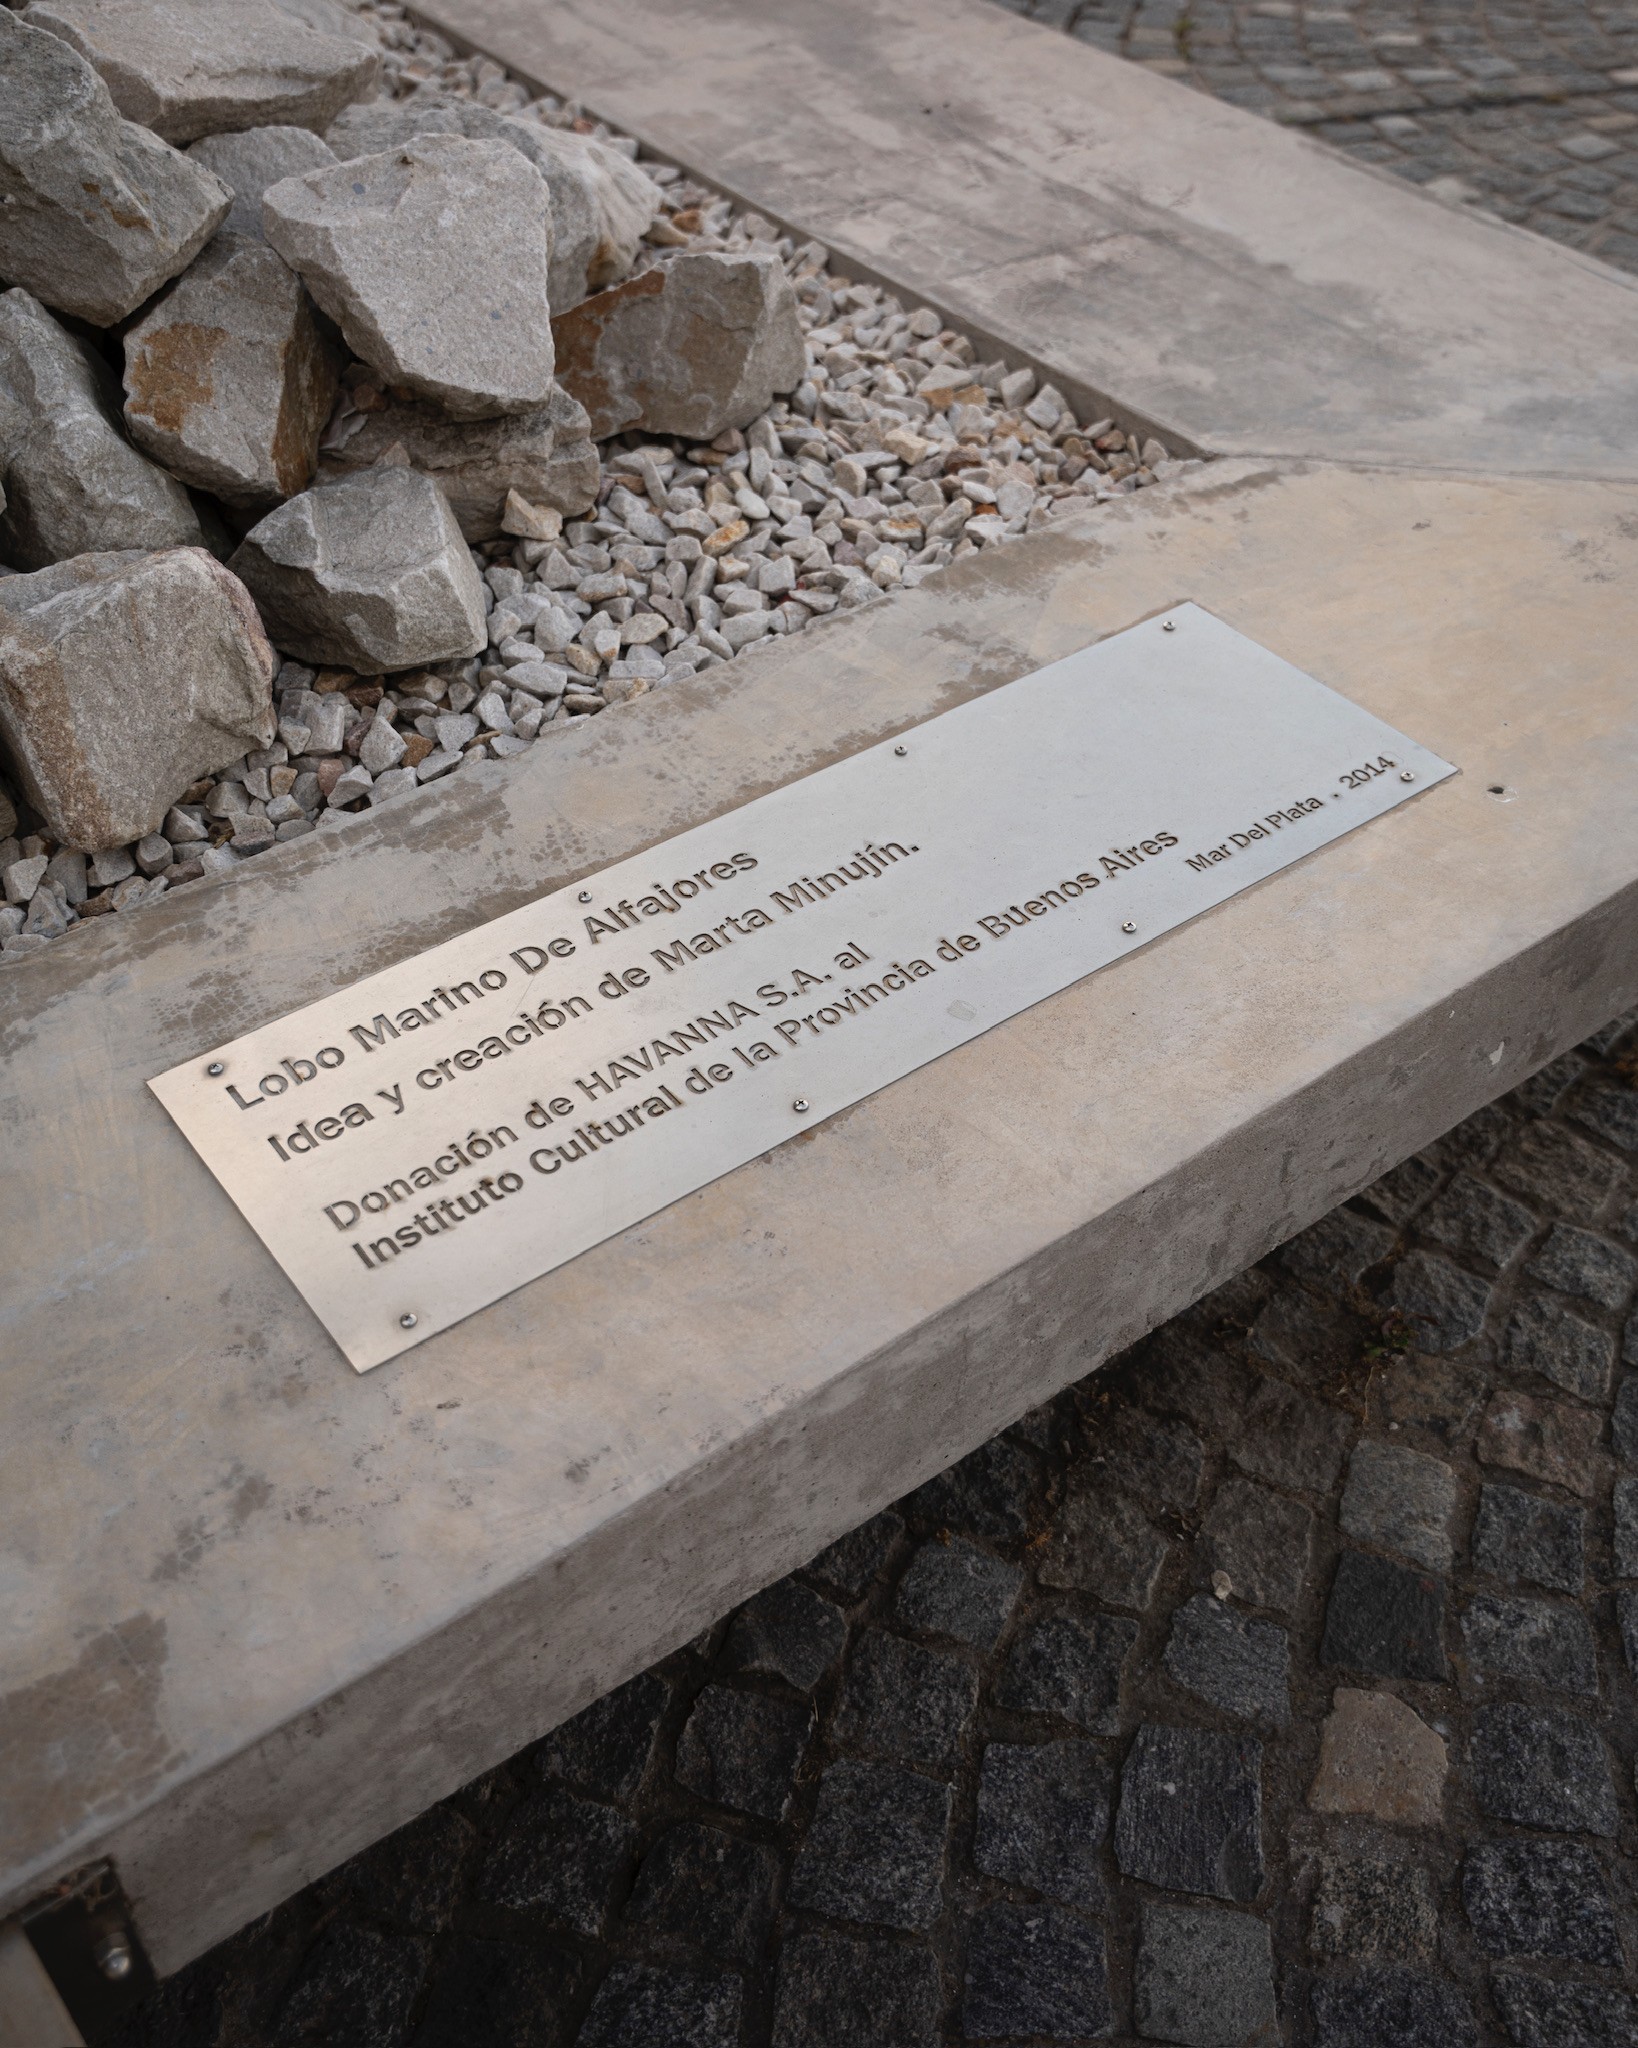 Lobo Marino De Alfajores
Idea y creación de Marta Minujín.
Donación de HAVANNA S.A. al
Instituto Cultural de la Provincia de Buenos Aires
Mar Del Plata . 2014